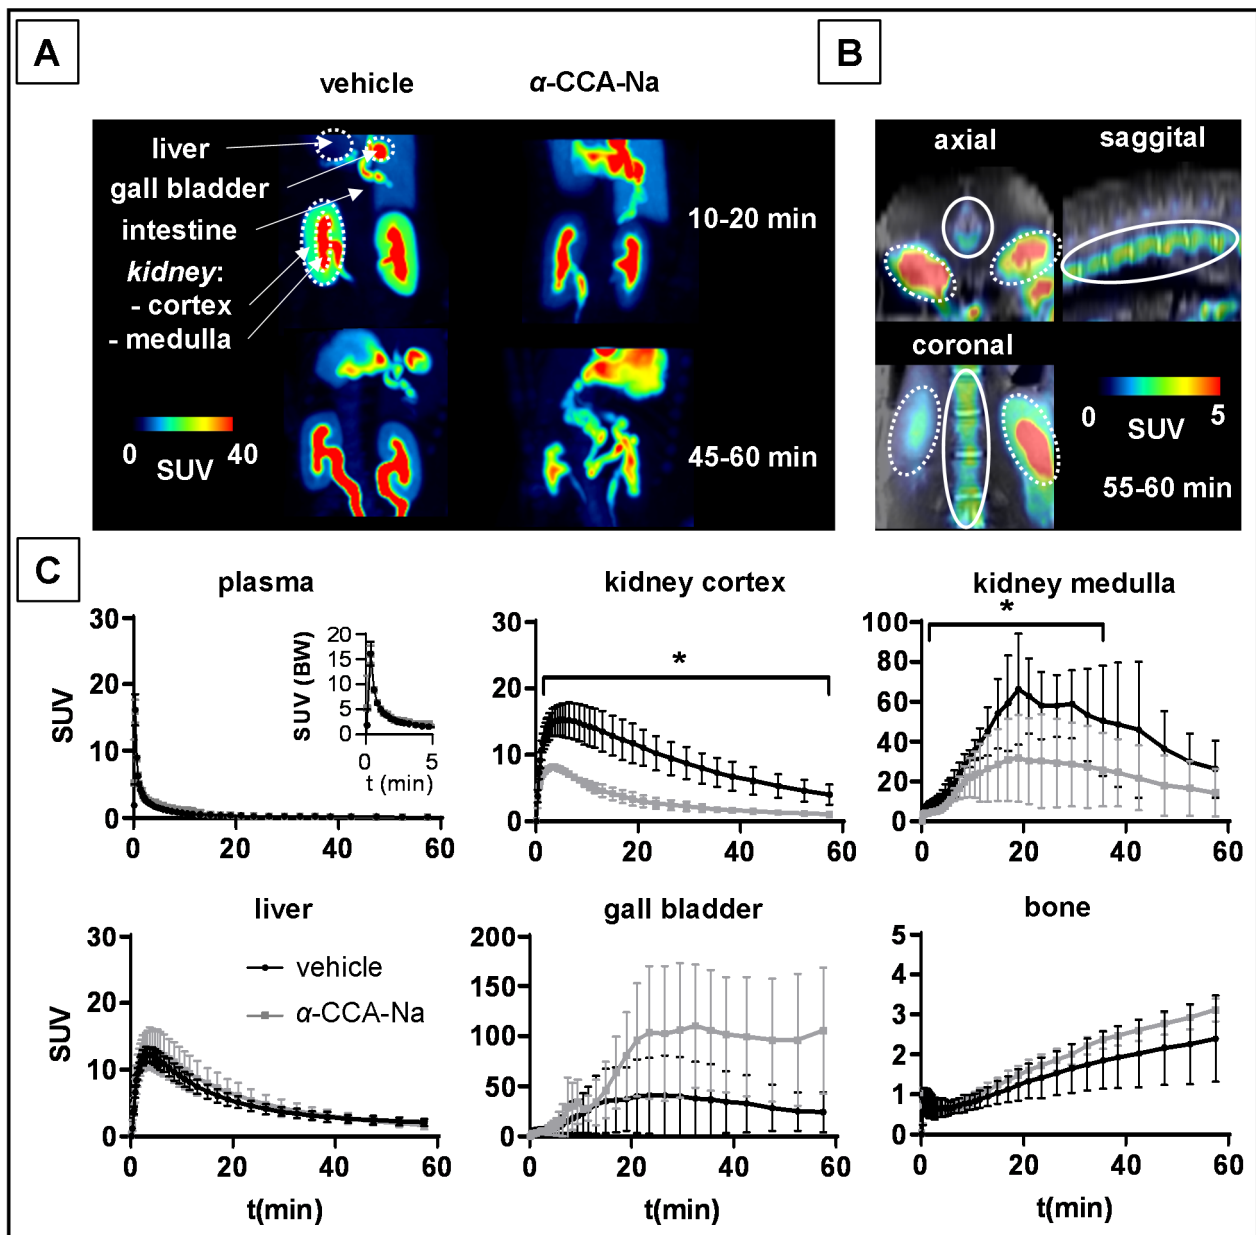 A
B
vehicle
α-CCA-Na
liver
gall bladder
intestine
kidney:
- cortex
- medulla
10-20 min
0 40
SUV
45-60 min
axial
saggital
coronal
0 5
SUV
55-60 min
C
plasma
SUV
30
20
10
0
0 20 40 60
SUV (BW)
20
15
10
5
0
0 5
t (min)
kidney cortex
30
20
10
0
*
0 20 40 60
kidney medulla
*
100
80
60
40
20
0
0 20 40 60
liver
SUV
30
20
10
0
vehicle
α-CCA-Na
0 20 40 60
t(min)
gall bladder
200
150
100
50
0
0 20 40 60
t(min)
bone
5
4
3
2
1
0
0 20 40 60
t(min)